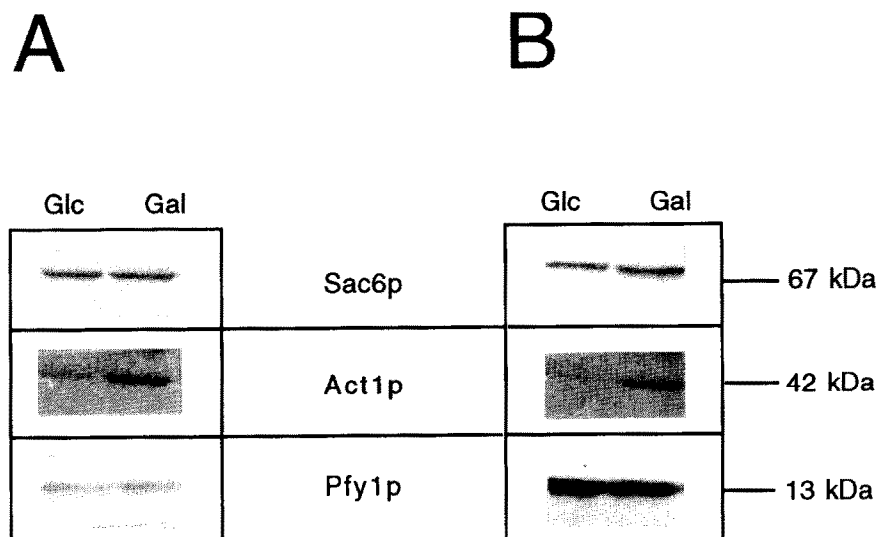 A B
Glc Gal Glc Gal
Sac6p 67 kDa
Act1p 42 kDa
Pfy1p 13 kDa